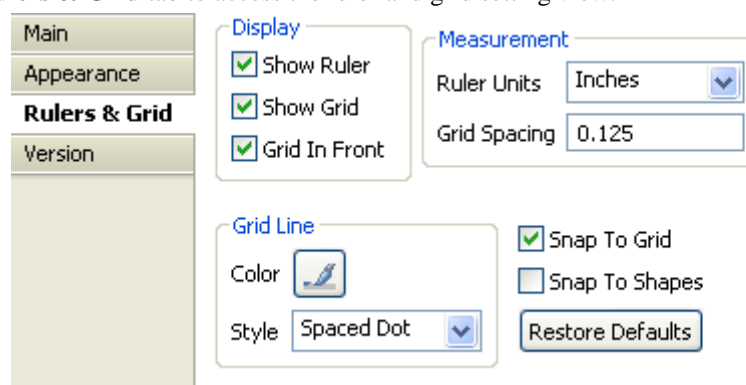 Main
Appearance
Rulers & Grid
Version
Display
Show Ruler
Show Grid
Grid In Front
Measurement
Ruler Units Inches
Grid Spacing 0.125
Grid Line
Color
Style Spaced Dot
Snap To Grid
Snap To Shapes
Restore Defaults